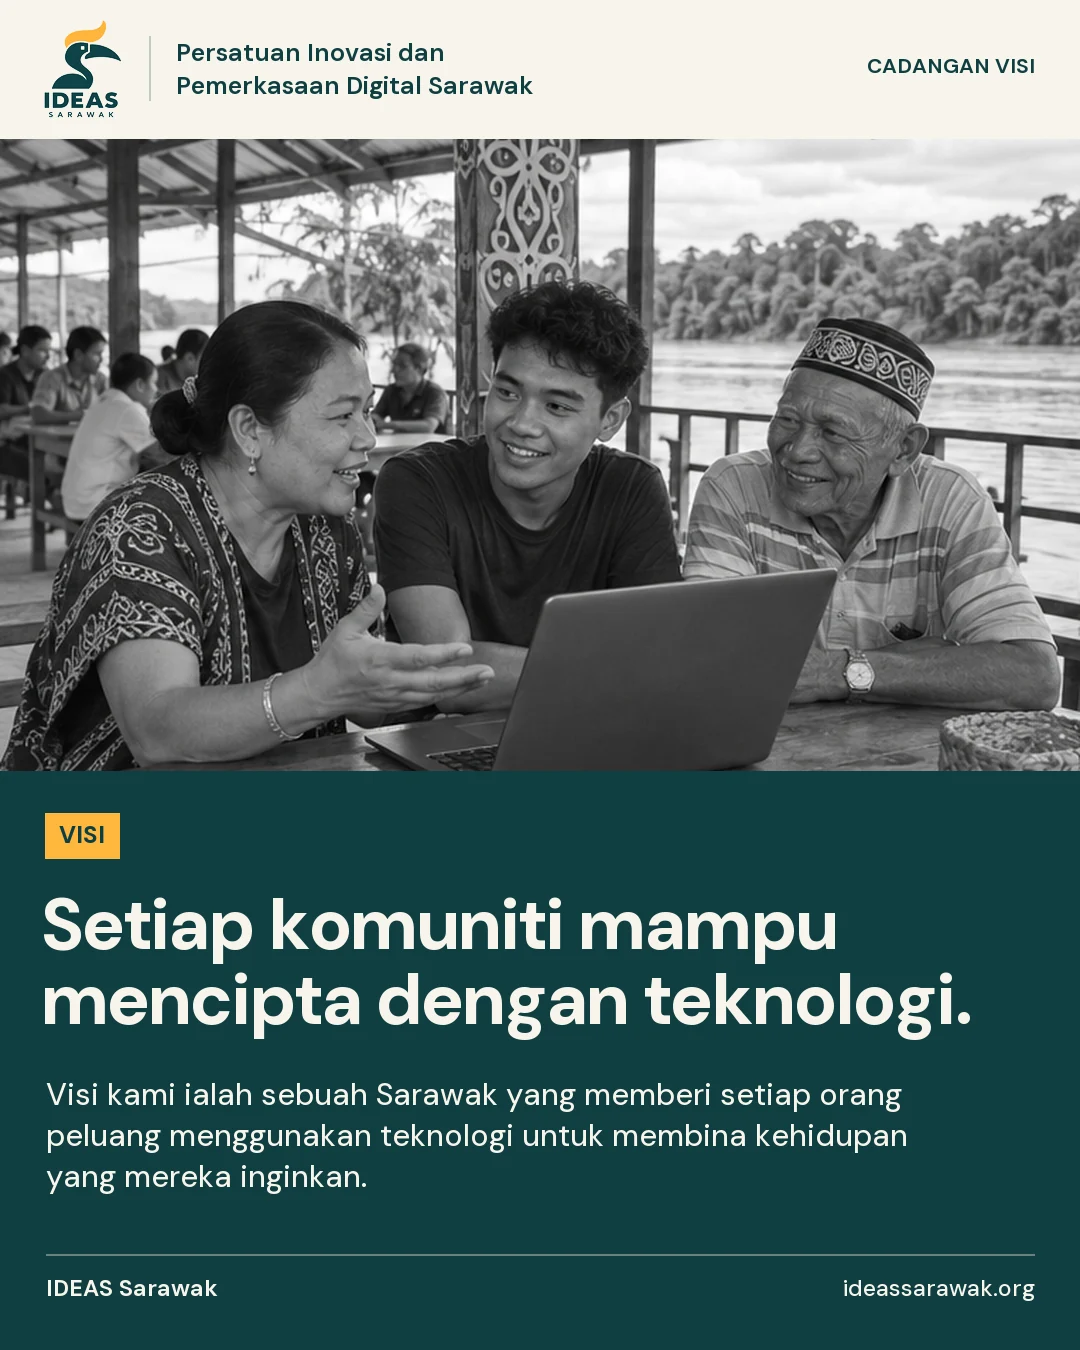 IDEAS
SARAWAK
Persatuan Inovasi dan
Pemerkasaan Digital Sarawak
CADANGAN VISI
VISI
Setiap komuniti mampu
mencipta dengan teknologi.
Visi kami ialah sebuah Sarawak yang memberi setiap orang
peluang menggunakan teknologi untuk membina kehidupan
yang mereka inginkan.
IDEAS Sarawak
ideassarawak.org